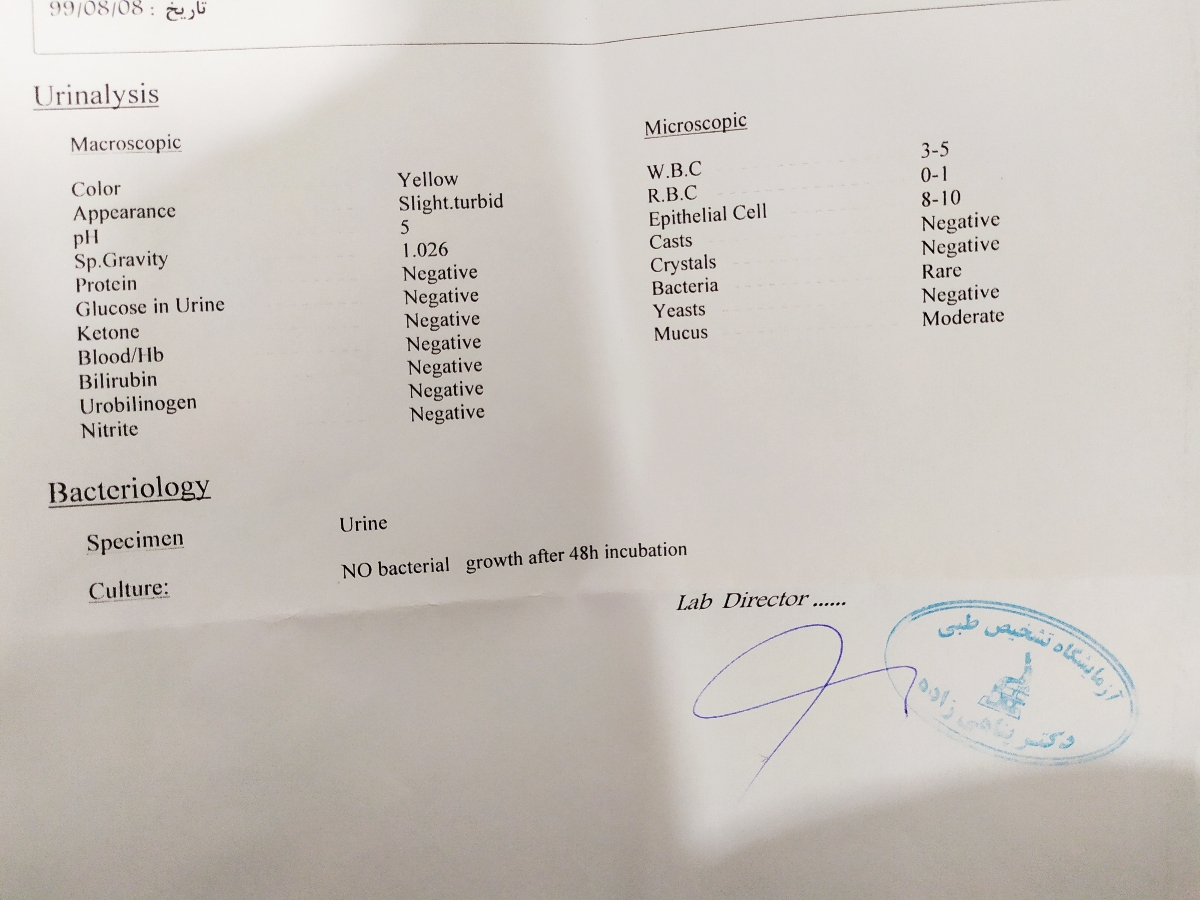 تاریخ : 99/08/08
Urinalysis
Macroscopic
Color Yellow
Appearance Slight.turbid
pH 5
Sp.Gravity 1.026
Protein Negative
Glucose in Urine Negative
Ketone Negative
Blood/Hb Negative
Bilirubin Negative
Urobilinogen Negative
Nitrite Negative
Microscopic
W.B.C 3-5
R.B.C 0-1
Epithelial Cell 8-10
Casts Negative
Crystals Negative
Bacteria Rare
Yeasts Negative
Mucus Moderate
Bacteriology
Specimen Urine
Culture: NO bacterial growth after 48h incubation
Lab Director ......
آزمایشگاه تشخیص طبی
دکتر پناهی زاده